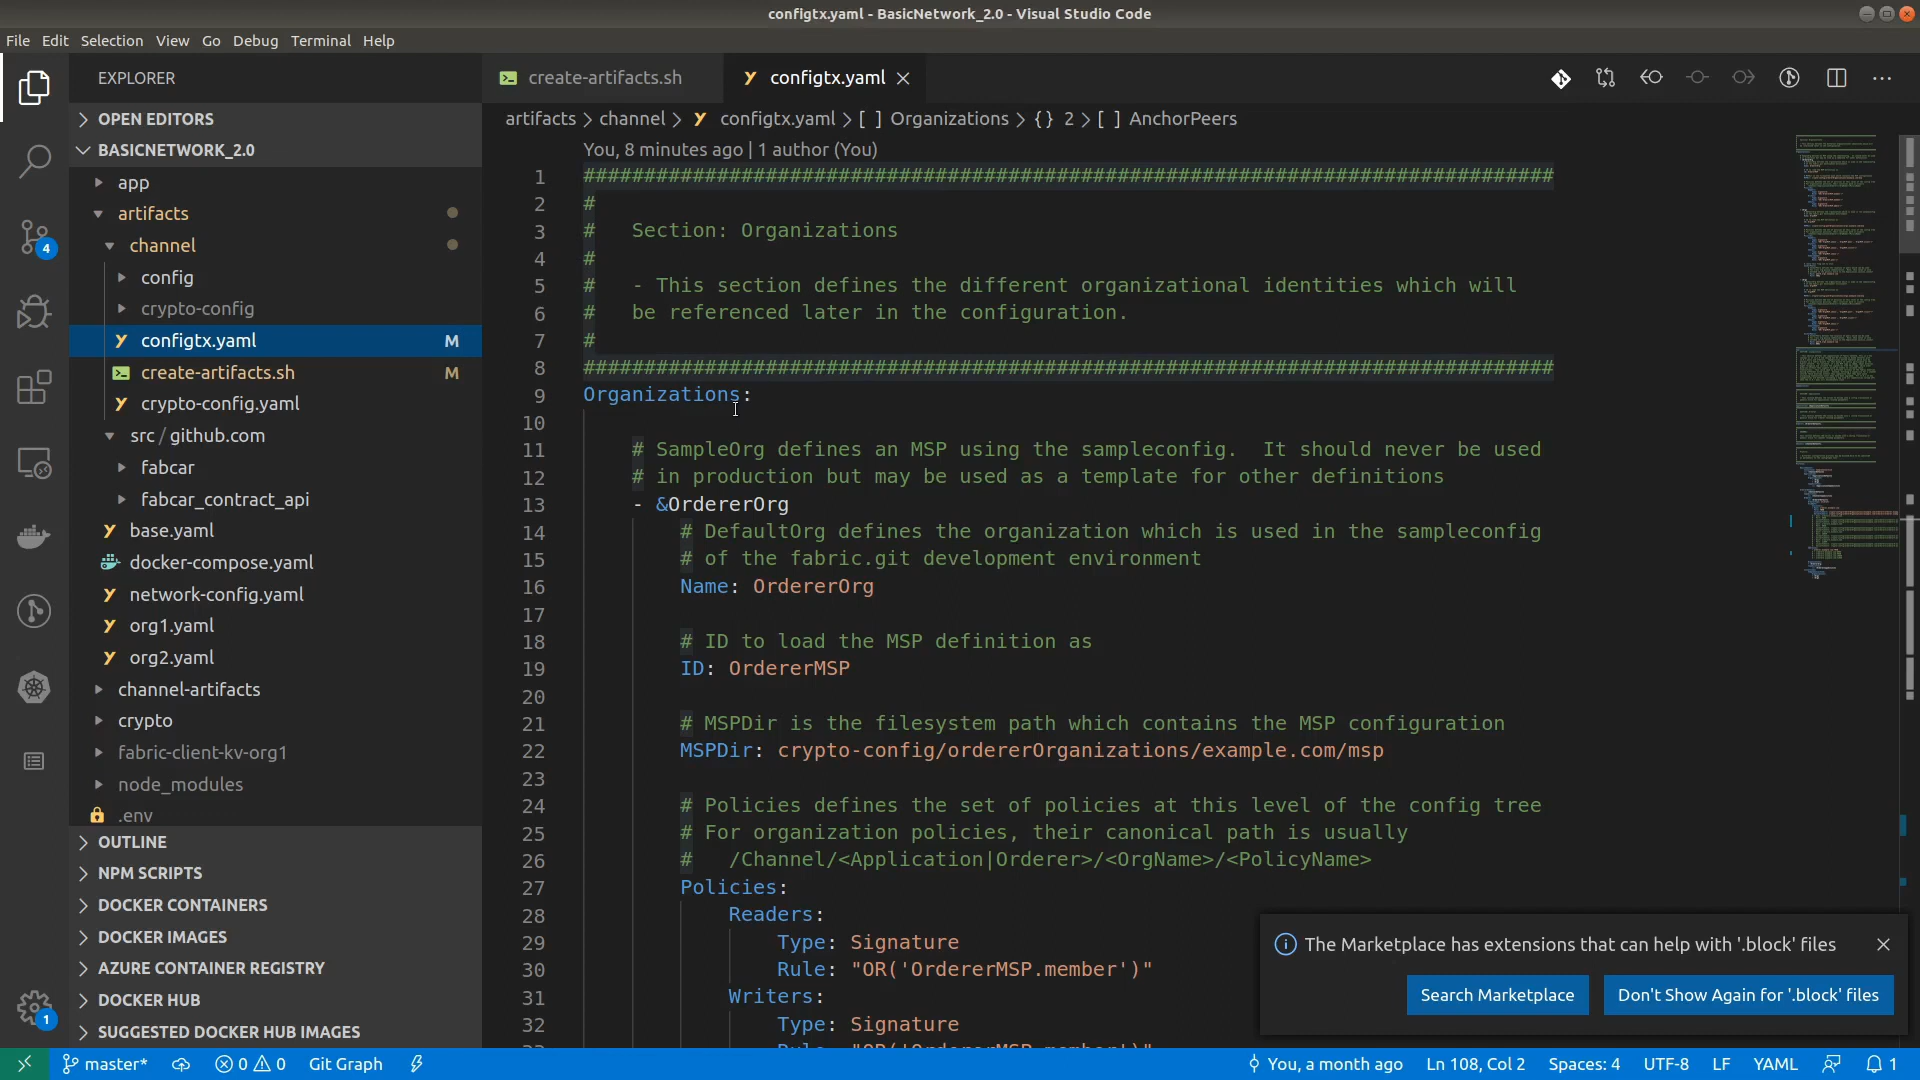 configtx.yaml - BasicNetwork_2.0 - Visual Studio Code
File Edit Selection View Go Debug Terminal Help
EXPLORER
OPEN EDITORS
BASICNETWORK_2.0
app
artifacts
channel
config
crypto-config
configtx.yaml M
create-artifacts.sh M
crypto-config.yaml
src / github.com
fabcar
fabcar_contract_api
base.yaml
docker-compose.yaml
network-config.yaml
org1.yaml
org2.yaml
channel-artifacts
crypto
fabric-client-kv-org1
node_modules
.env
OUTLINE
NPM SCRIPTS
DOCKER CONTAINERS
DOCKER IMAGES
AZURE CONTAINER REGISTRY
DOCKER HUB
SUGGESTED DOCKER HUB IMAGES
4
1
create-artifacts.sh configtx.yaml
artifacts > channel > configtx.yaml > [ ] Organizations > {} 2 > [ ] AnchorPeers
You, 8 minutes ago | 1 author (You)
1 ################################################################################
2 #
3 #   Section: Organizations
4 #
5 #   - This section defines the different organizational identities which will
6 #   be referenced later in the configuration.
7 #
8 ################################################################################
9 Organizations:
10
11     # SampleOrg defines an MSP using the sampleconfig.  It should never be used
12     # in production but may be used as a template for other definitions
13     - &OrdererOrg
14         # DefaultOrg defines the organization which is used in the sampleconfig
15         # of the fabric.git development environment
16         Name: OrdererOrg
17
18         # ID to load the MSP definition as
19         ID: OrdererMSP
20
21         # MSPDir is the filesystem path which contains the MSP configuration
22         MSPDir: crypto-config/ordererOrganizations/example.com/msp
23
24         # Policies defines the set of policies at this level of the config tree
25         # For organization policies, their canonical path is usually
26         #   /Channel/<Application|Orderer>/<OrgName>/<PolicyName>
27         Policies:
28             Readers:
29                 Type: Signature
30                 Rule: "OR('OrdererMSP.member')"
31             Writers:
32                 Type: Signature
The Marketplace has extensions that can help with '.block' files
Search Marketplace Don't Show Again for '.block' files
master* 0 0 Git Graph You, a month ago Ln 108, Col 2 Spaces: 4 UTF-8 LF YAML 1